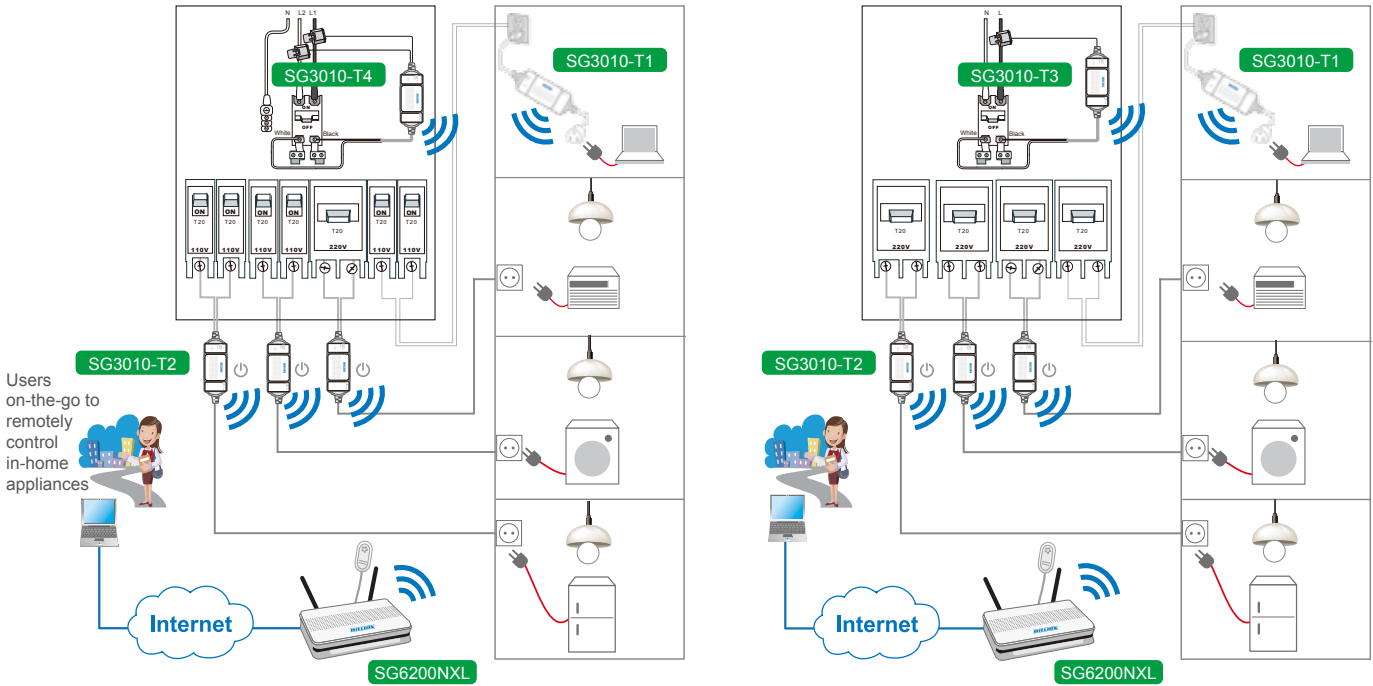 N L2 L1
SG3010-T4
ON
OFF
White
Black
SG3010-T1
ON ON ON ON ON ON
T20 T20 T20 T20 T20 T20 T20
110V 110V 110V 110V 220V 110V 110V
SG3010-T2
Users
on-the-go to
remotely
control
in-home
appliances
Internet
BILLION
SG6200NXL
N L
SG3010-T3
ON
OFF
White
Black
SG3010-T1
T20 T20 T20 T20
220V 220V 220V 220V
SG3010-T2
Internet
BILLION
SG6200NXL